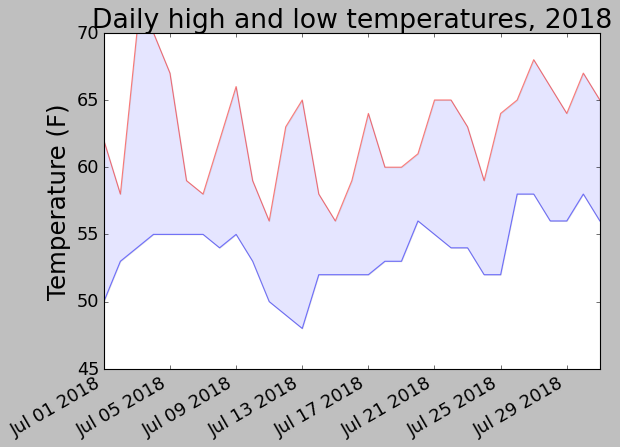 Daily high and low temperatures, 2018
Temperature (F)
70
65
60
55
50
45
Jul 01 2018
Jul 05 2018
Jul 09 2018
Jul 13 2018
Jul 17 2018
Jul 21 2018
Jul 25 2018
Jul 29 2018